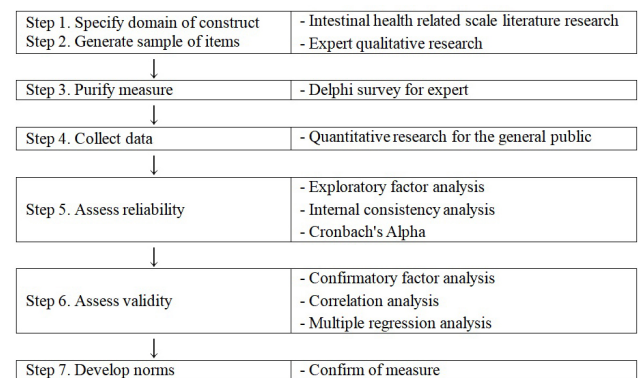 Step 1. Specify domain of construct
Step 2. Generate sample of items
- Intestinal health related scale literature research
- Expert qualitative research
↓
Step 3. Purify measure
- Delphi survey for expert
↓
Step 4. Collect data
- Quantitative research for the general public
↓
Step 5. Assess reliability
- Exploratory factor analysis
- Internal consistency analysis
- Cronbach's Alpha
↓
Step 6. Assess validity
- Confirmatory factor analysis
- Correlation analysis
- Multiple regression analysis
↓
Step 7. Develop norms
- Confirm of measure